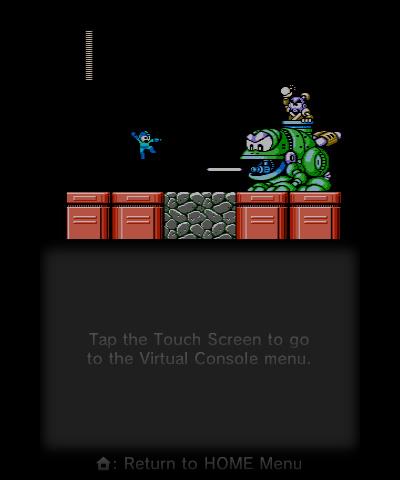 Tap the Touch Screen to go
to the Virtual Console menu.
: Return to HOME Menu